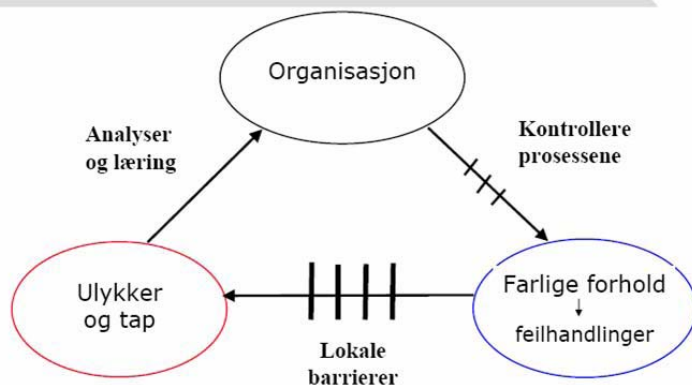 Organisasjon
Analyser
og læring
Kontrollere
prosessene
Ulykker
og tap
Farlige forhold
feilhandlinger
Lokale
barrierer